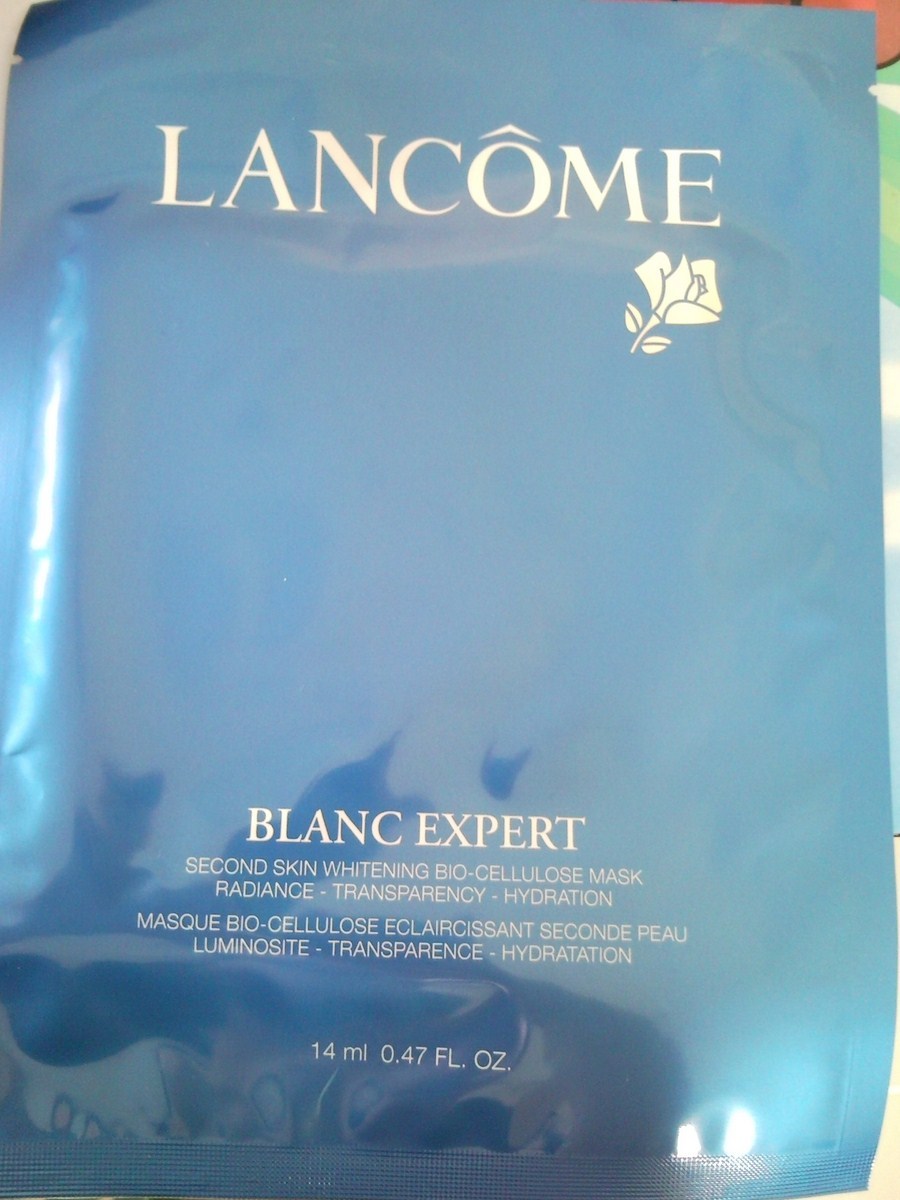 LANCÔME
BLANC EXPERT
SECOND SKIN WHITENING BIO-CELLULOSE MASK
RADIANCE - TRANSPARENCY - HYDRATION
MASQUE BIO-CELLULOSE ECLAIRCISSANT SECONDE PEAU
LUMINOSITE - TRANSPARENCE - HYDRATATION
14 ml 0.47 FL. OZ.